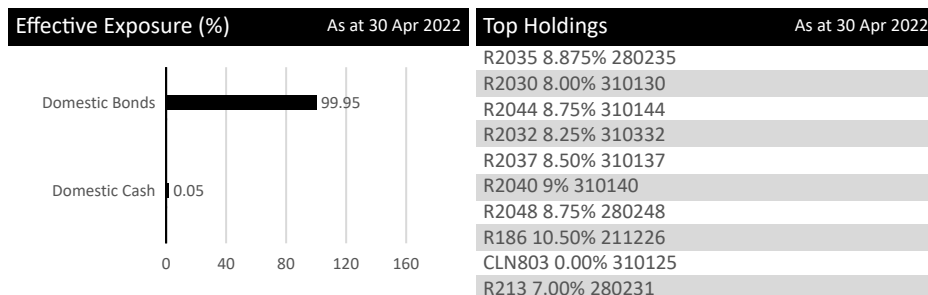 Effective Exposure (%) As at 30 Apr 2022
Domestic Bonds 99.95
Domestic Cash 0.05
0 40 80 120 160
Top Holdings As at 30 Apr 2022
R2035 8.875% 280235
R2030 8.00% 310130
R2044 8.75% 310144
R2032 8.25% 310332
R2037 8.50% 310137
R2040 9% 310140
R2048 8.75% 280248
R186 10.50% 211226
CLN803 0.00% 310125
R213 7.00% 280231